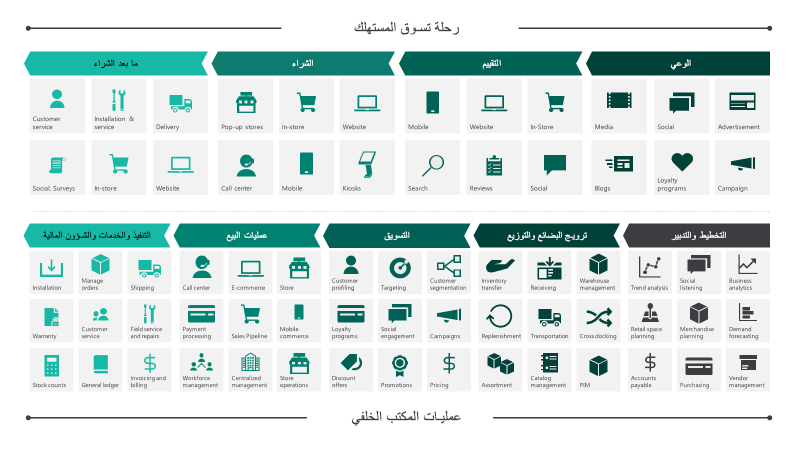 رحلة تسوق المستهلك
الوعي
التقييم
الشراء
ما بعد الشراء
Customer
service
Installation &
service
Delivery
Pop-up stores
In-store
Website
Mobile
Website
In-Store
Media
Social
Advertisement
Social, Surveys
In-store
Website
Call center
Mobile
Kiosks
Search
Reviews
Social
Blogs
Loyalty
programs
Campaign
التخطيط والتدبير
ترويج البضائع والتوزيع
التسويق
عمليات البيع
التنفيذ والخدمات والشؤون المالية
Installation
Manage
orders
Shipping
Call center
E-commerce
Store
Customer
profiling
Targeting
Customer
segmentation
Inventory
transfer
Receiving
Warehouse
management
Trend analysis
Social
listening
Business
analytics
Warranty
Customer
service
Field service
and repairs
Payment
processing
Sales Pipeline
Mobile
commerce
Loyalty
programs
Social
engagement
Campaigns
Replenishment
Transportation
Cross docking
Retail space
planning
Merchandise
planning
Demand
forecasting
Stock counts
General ledger
Invoicing and
billing
Workforce
management
Centralized
management
Store
operations
Discount
offers
Promotions
Pricing
Assortment
Catalog
management
PIM
Accounts
payable
Purchasing
Vendor
management
عمليات المكتب الخلفي